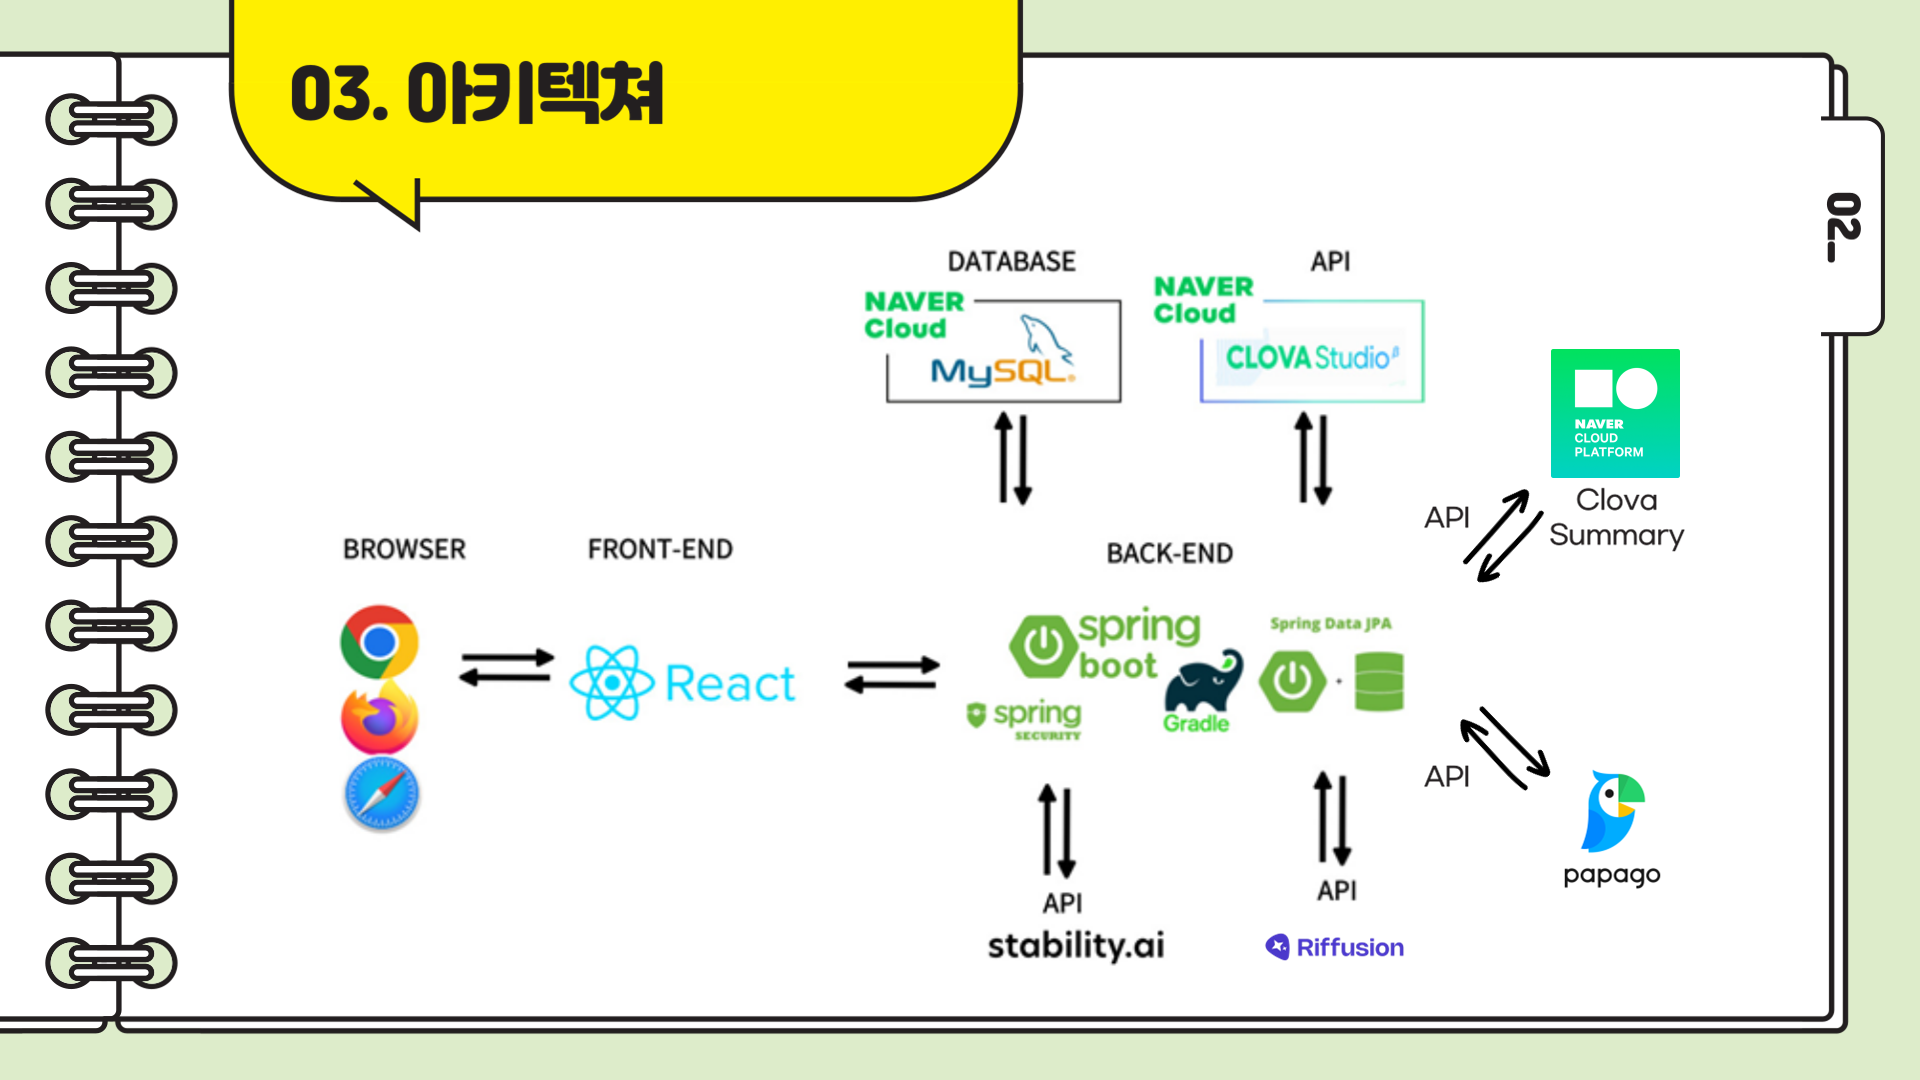 03. 아키텍쳐
02_
DATABASE
NAVER
Cloud
MySQL®
API
NAVER
Cloud
CLOVA Studioβ
NAVER
CLOUD
PLATFORM
Clova
Summary
API
BROWSER
FRONT-END
BACK-END
React
spring
boot
spring
SECURITY
Gradle
Spring Data JPA
+
API
papago
API
stability.ai
API
Riffusion